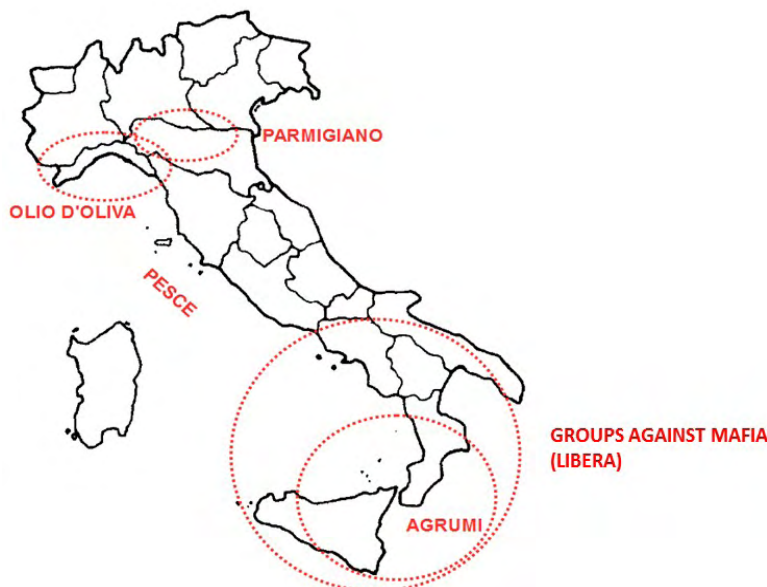 PARMIGIANO
OLIO D'OLIVA
PESCE
GROUPS AGAINST MAFIA
(LIBERA)
AGRUMI